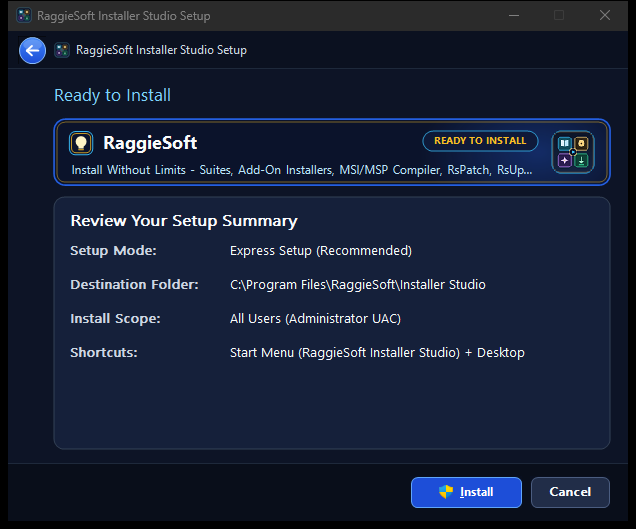 RaggieSoft Installer Studio Setup
RaggieSoft Installer Studio Setup
Ready to Install
RaggieSoft
READY TO INSTALL
Install Without Limits - Suites, Add-On Installers, MSI/MSP Compiler, RsPatch, RsUp...
Review Your Setup Summary
Setup Mode: Express Setup (Recommended)
Destination Folder: C:\Program Files\RaggieSoft\Installer Studio
Install Scope: All Users (Administrator UAC)
Shortcuts: Start Menu (RaggieSoft Installer Studio) + Desktop
Install Cancel